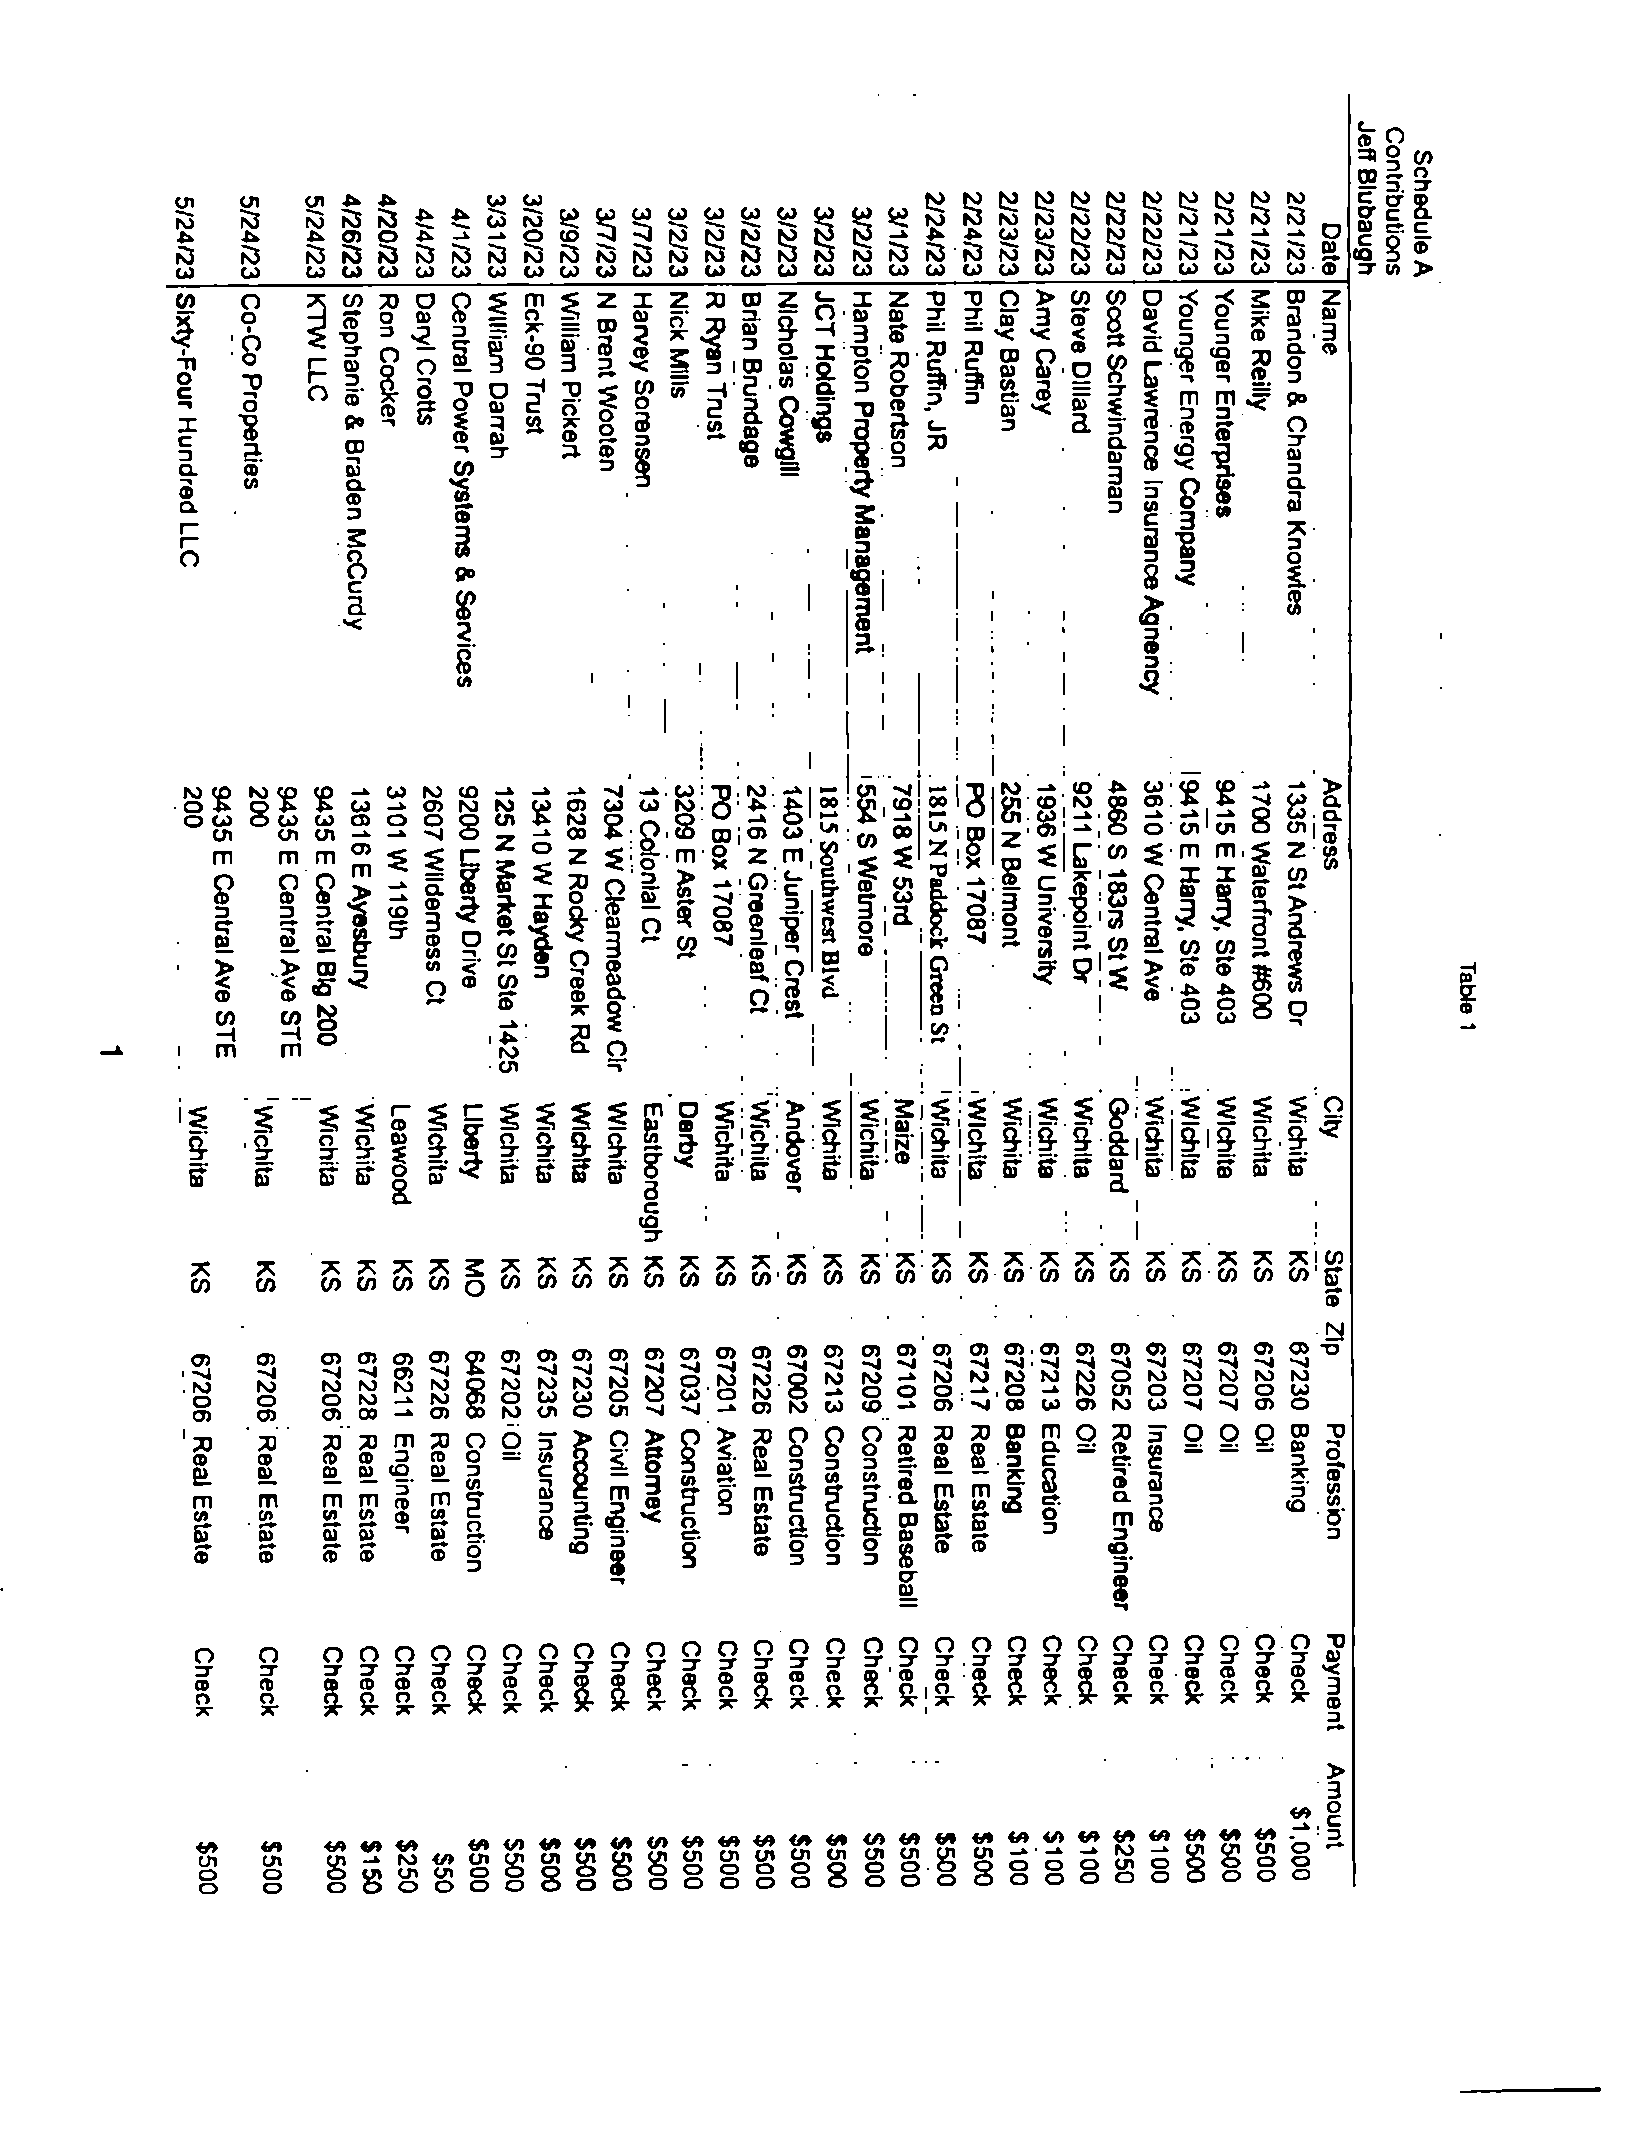 Table 1
Schedule A
Contributions
Jeff Blubaugh
Date Name Address City State Zip Profession Payment Amount
2/21/23 Brandon & Chandra Knowles 1335 N St Andrews Dr Wichita KS 67230 Banking Check $1,000
2/21/23 Mike Reilly 1700 Waterfront #600 Wichita KS 67206 Oil Check $500
2/21/23 Younger Enterprises 9415 E Harry, Ste 403 Wichita KS 67207 Oil Check $500
2/21/23 Younger Energy Company 9415 E Harry, Ste 403 Wichita KS 67207 Oil Check $500
2/22/23 David Lawrence Insurance Agnency 3610 W Central Ave Wichita KS 67203 Insurance Check $100
2/22/23 Scott Schwindaman 4860 S 183rs St W Goddard KS 67052 Retired Engineer Check $250
2/22/23 Steve Dillard 9211 Lakepoint Dr Wichita KS 67226 Oil Check $100
2/23/23 Amy Carey 1936 W University Wichita KS 67213 Education Check $100
2/23/23 Clay Bastian 255 N Belmont Wichita KS 67208 Banking Check $100
2/24/23 Phil Ruffin PO Box 17087 Wichita KS 67217 Real Estate Check $500
2/24/23 Phil Ruffin, JR 1815 N Paddock Green St Wichita KS 67206 Real Estate Check $500
3/1/23 Nate Robertson 7918 W 53rd Maize KS 67101 Retired Baseball Check $500
3/2/23 Hampton Property Management 554 S Wetmore Wichita KS 67209 Construction Check $500
3/2/23 JCT Holdings 1815 Southwest Blvd Wichita KS 67213 Construction Check $500
3/2/23 Nicholas Cowgill 1403 E Juniper Crest Andover KS 67002 Construction Check $500
3/2/23 Brian Brundage 2416 N Greenleaf Ct Wichita KS 67226 Real Estate Check $500
3/2/23 R Ryan Trust PO Box 17087 Wichita KS 67201 Aviation Check $500
3/2/23 Nick Mills 3209 E Aster St Derby KS 67037 Construction Check $500
3/7/23 Harvey Sorensen 13 Colonial Ct Eastborough KS 67207 Attorney Check $500
3/7/23 N Brent Wooten 7304 W Clearmeadow Cir Wichita KS 67205 Civil Engineer Check $500
3/9/23 William Pickert 1628 N Rocky Creek Rd Wichita KS 67230 Accounting Check $500
3/20/23 Eck-90 Trust 13410 W Hayden Wichita KS 67235 Insurance Check $500
3/31/23 William Darrah 125 N Market St Ste 1425 Wichita KS 67202 Oil Check $500
4/1/23 Central Power Systems & Services 9200 Liberty Drive Liberty MO 64068 Construction Check $500
4/4/23 Daryl Crotts 2607 Wilderness Ct Wichita KS 67226 Real Estate Check $50
4/20/23 Ron Cocker 3101 W 119th Leawood KS 66211 Engineer Check $250
4/26/23 Stephanie & Braden McCurdy 13616 E Ayesbury Wichita KS 67228 Real Estate Check $150
5/24/23 KTW LLC 9435 E Central Blg 200 Wichita KS 67206 Real Estate Check $500
9435 E Central Ave STE
5/24/23 Co-Co Properties 200 Wichita KS 67206 Real Estate Check $500
9435 E Central Ave STE
5/24/23 Sixty-Four Hundred LLC 200 Wichita KS 67206 Real Estate Check $500
1